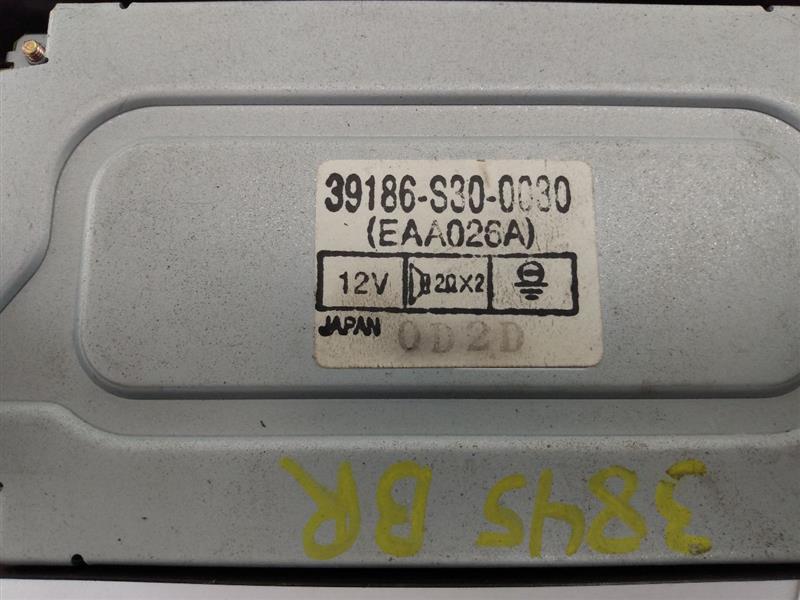 39186-S30-0030
(EAA026A)
12V 2Ω×2
JAPAN 0D2D
3845 BR